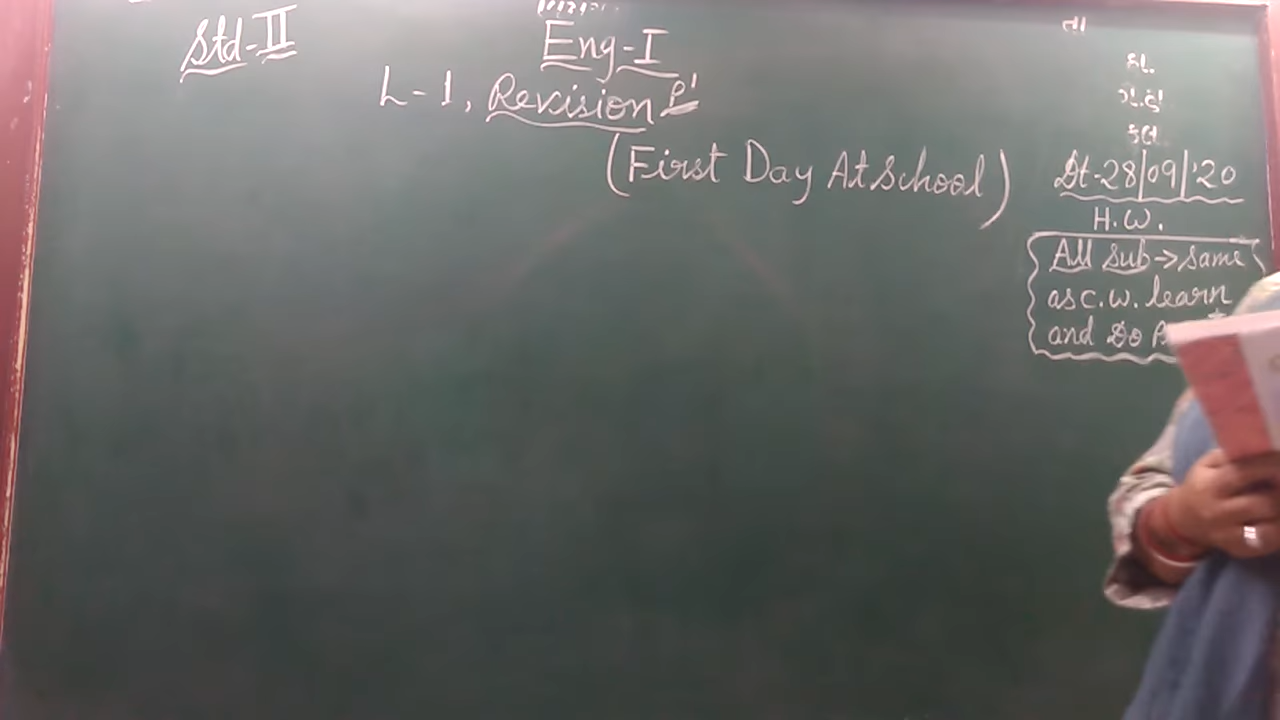 Std-II
Eng-I
L-1, Revision P'
(First Day At School)
તા
Dt-28|09|'20
H.W.
All Sub→same
as c.w. learn
and Do